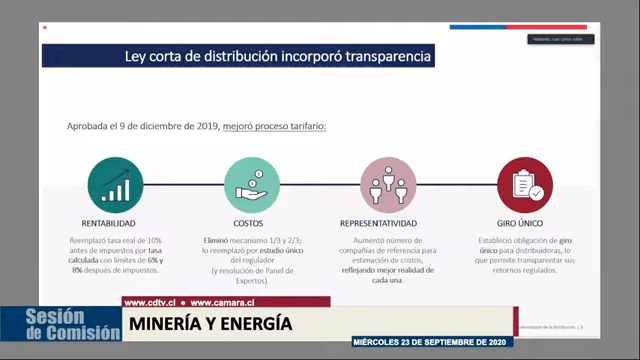 Ley corta de distribución incorporó transparencia
Aprobada el 9 de diciembre de 2019, mejoró proceso tarifario:
RENTABILIDAD
Reemplazó tasa real de 10%
antes de impuestos por tasa
calculada con límites de 6% y
8% después de impuestos.
COSTOS
Eliminó mecanismo 1/3 y 2/3;
lo reemplazó por estudio único
del regulador
(y resolución de Panel de
Expertos).
REPRESENTATIVIDAD
Aumentó número de
compañías de referencia para
estimación de costos,
reflejando mejor realidad de
cada una.
GIRO ÚNICO
Estableció obligación de giro
único para distribuidoras, lo
que permite transparentar sus
retornos regulados.
www.cdtv.cl ● www.camara.cl
Sesión
de Comisión
MINERÍA Y ENERGÍA
de la distribución
MIÉRCOLES 23 DE SEPTIEMBRE DE 2020